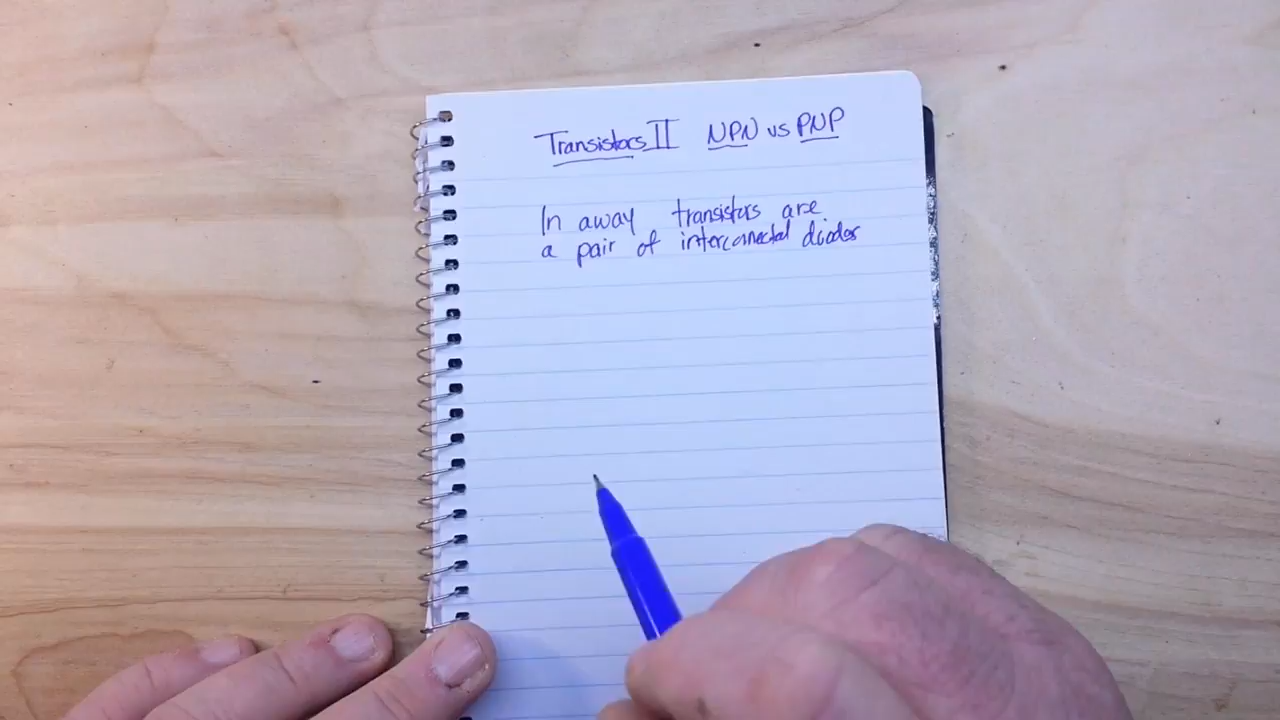 Transistors II NPN vs PNP
In away transistors are
a pair of interconnected diodes